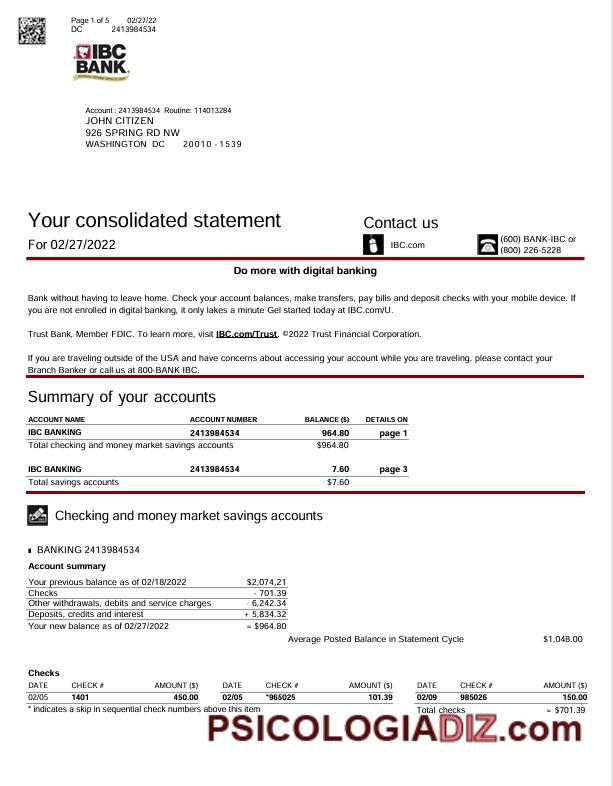 Page 1 of 5 02/27/22
DC 2413984534
IBC
BANK
Account : 2413984534 Routine: 114013284
JOHN CITIZEN
926 SPRING RD NW
WASHINGTON DC 20010 - 1539
Your consolidated statement
Contact us
For 02/27/2022
IBC.com
(600) BANK-IBC or
(800) 226-5228
Do more with digital banking
Bank without having to leave home. Check your account balances, make transfers, pay bills and deposit checks with your mobile device. If
you are not enrolled in digital banking, it only lakes a minute Gel started today at IBC.com/U.
Trust Bank, Member FDIC. To learn more, visit IBC.com/Trust. ©2022 Trust Financial Corporation.
If you are traveling outside of the USA and have concerns about accessing your account while you are traveling, please contact your
Branch Banker or call us at 800-BANK IBC.
Summary of your accounts
ACCOUNT NAME ACCOUNT NUMBER BALANCE ($) DETAILS ON
IBC BANKING 2413984534 964.80 page 1
Total checking and money market savings accounts $964.80
IBC BANKING 2413984534 7.60 page 3
Total savings accounts $7.60
Checking and money market savings accounts
BANKING 2413984534
Account summary
Your previous balance as of 02/18/2022 $2,074,21
Checks - 701.39
Other withdrawals, debits and service charges - 6,242.34
Deposits, credits and interest + 5,834.32
Your new balance as of 02/27/2022 = $964.80
Average Posted Balance in Statement Cycle $1,048.00
Checks
DATE CHECK # AMOUNT ($) DATE CHECK # AMOUNT ($) DATE CHECK # AMOUNT ($)
02/05 1401 450.00 02/05 *965025 101.39 02/09 985026 150.00
* indicates a skip in sequential check numbers above this item Total checks = $701.39
PSICOLOGIADIZ.com